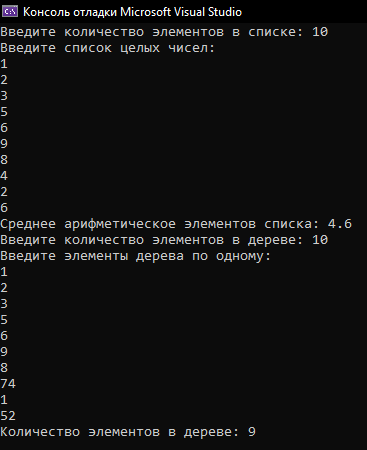 Консоль отладки Microsoft Visual Studio
Введите количество элементов в списке: 10
Введите список целых чисел:
1
2
3
5
6
9
8
4
2
6
Среднее арифметическое элементов списка: 4.6
Введите количество элементов в дереве: 10
Введите элементы дерева по одному:
1
2
3
5
6
9
8
74
1
52
Количество элементов в дереве: 9